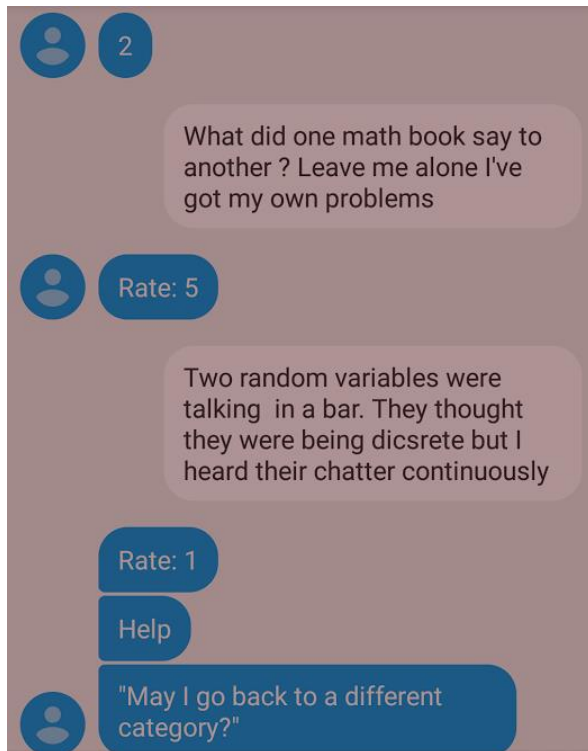 2
What did one math book say to
another ? Leave me alone I've
got my own problems
Rate: 5
Two random variables were
talking  in a bar. They thought
they were being dicsrete but I
heard their chatter continuously
Rate: 1
Help
"May I go back to a different
category?"